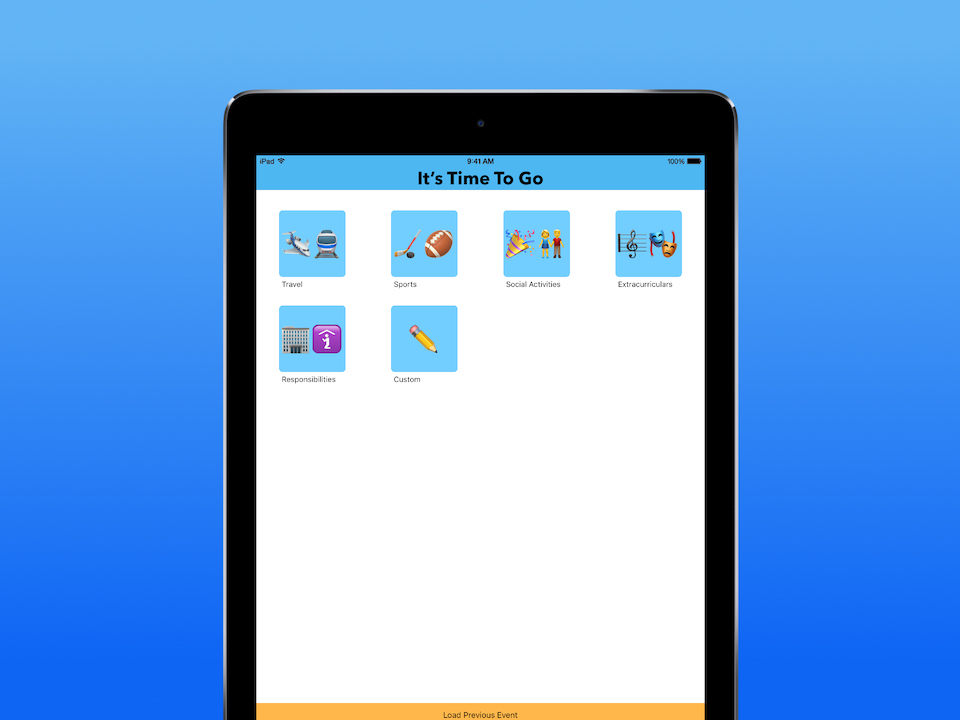 iPad 9:41 AM 100%
It's Time To Go
Travel Sports Social Activities Extracurriculars
Responsibilities Custom
Load Previous Event